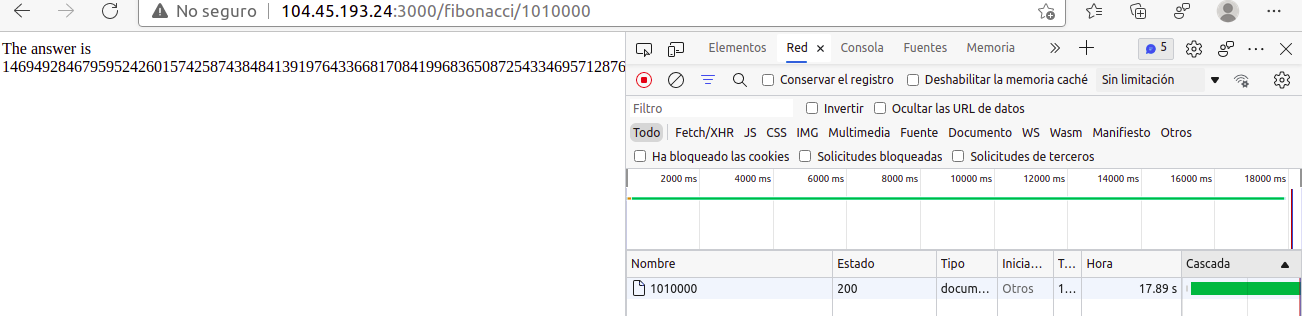 No seguro 104.45.193.24:3000/fibonacci/1010000
The answer is
146949284679595242601574258743848413919764336681708419968365087254334695712876
Elementos Red Consola Fuentes Memoria 5
Conservar el registro Deshabilitar la memoria caché Sin limitación
Filtro Invertir Ocultar las URL de datos
Todo Fetch/XHR JS CSS IMG Multimedia Fuente Documento WS Wasm Manifiesto Otros
Ha bloqueado las cookies Solicitudes bloqueadas Solicitudes de terceros
2000 ms 4000 ms 6000 ms 8000 ms 10000 ms 12000 ms 14000 ms 16000 ms 18000 ms
Nombre Estado Tipo Inicia... T... Hora Cascada
1010000 200 docum... Otros 1... 17.89 s